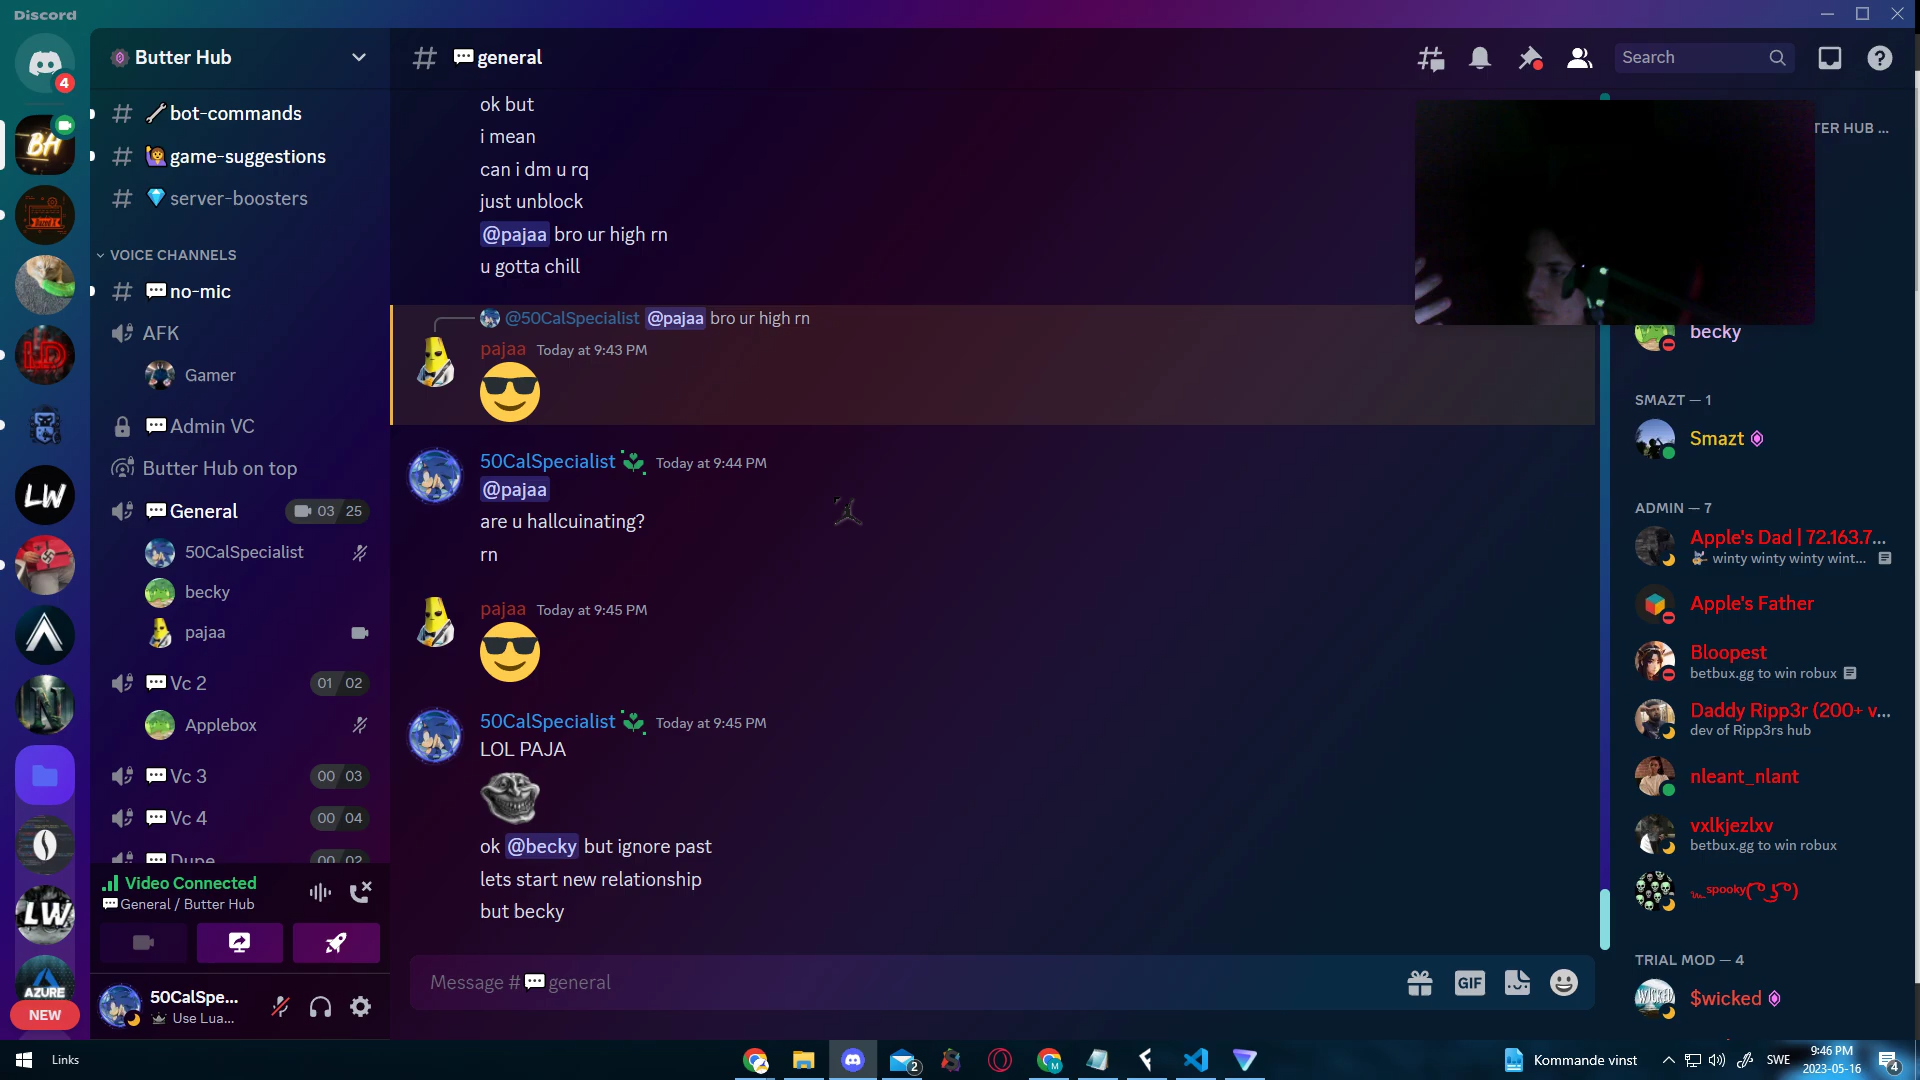 Discord
Butter Hub
general
Search
4
BH
bot-commands
game-suggestions
server-boosters
VOICE CHANNELS
no-mic
AFK
Gamer
Admin VC
Butter Hub on top
General
03 25
50CalSpecialist
becky
pajaa
Vc 2
01 02
Applebox
Vc 3
00 03
Vc 4
00 04
Dupe
00 02
LD
LW
N
LW
AZURE
NEW
Video Connected
General / Butter Hub
50CalSpe...
Use Lua...
ok but
i mean
can i dm u rq
just unblock
@pajaa bro ur high rn
u gotta chill
@50CalSpecialist @pajaa bro ur high rn
pajaa Today at 9:43 PM
50CalSpecialist Today at 9:44 PM
@pajaa
are u hallcuinating?
rn
pajaa Today at 9:45 PM
50CalSpecialist Today at 9:45 PM
LOL PAJA
ok @becky but ignore past
lets start new relationship
but becky
Message # general
GIF
TER HUB ...
becky
SMAZT — 1
Smazt
ADMIN — 7
Apple's Dad | 72.163.7...
winty winty winty wint...
Apple's Father
Bloopest
betbux.gg to win robux
Daddy Ripp3r (200+ v...
dev of Ripp3rs hub
nleant_nlant
vxlkjezlxv
betbux.gg to win robux
spooky( ͡° ͜ʖ ͡°)
TRIAL MOD — 4
WICKED
$wicked
Links
2
M
Kommande vinst
SWE
9:46 PM
2023-05-16
4